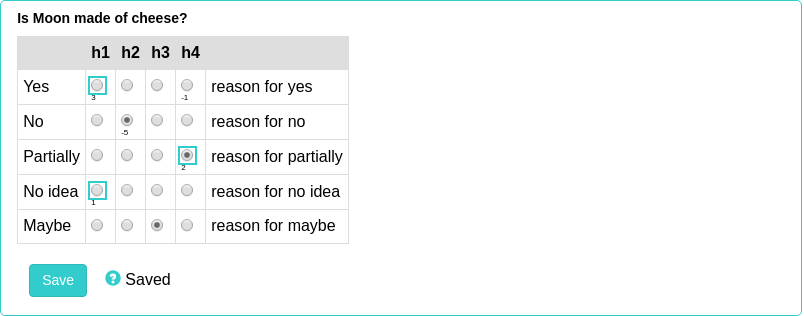 Is Moon made of cheese?
h1 h2 h3 h4
Yes reason for yes
3 -1
No reason for no
-5
Partially reason for partially
2
No idea reason for no idea
1
Maybe reason for maybe
Save ? Saved